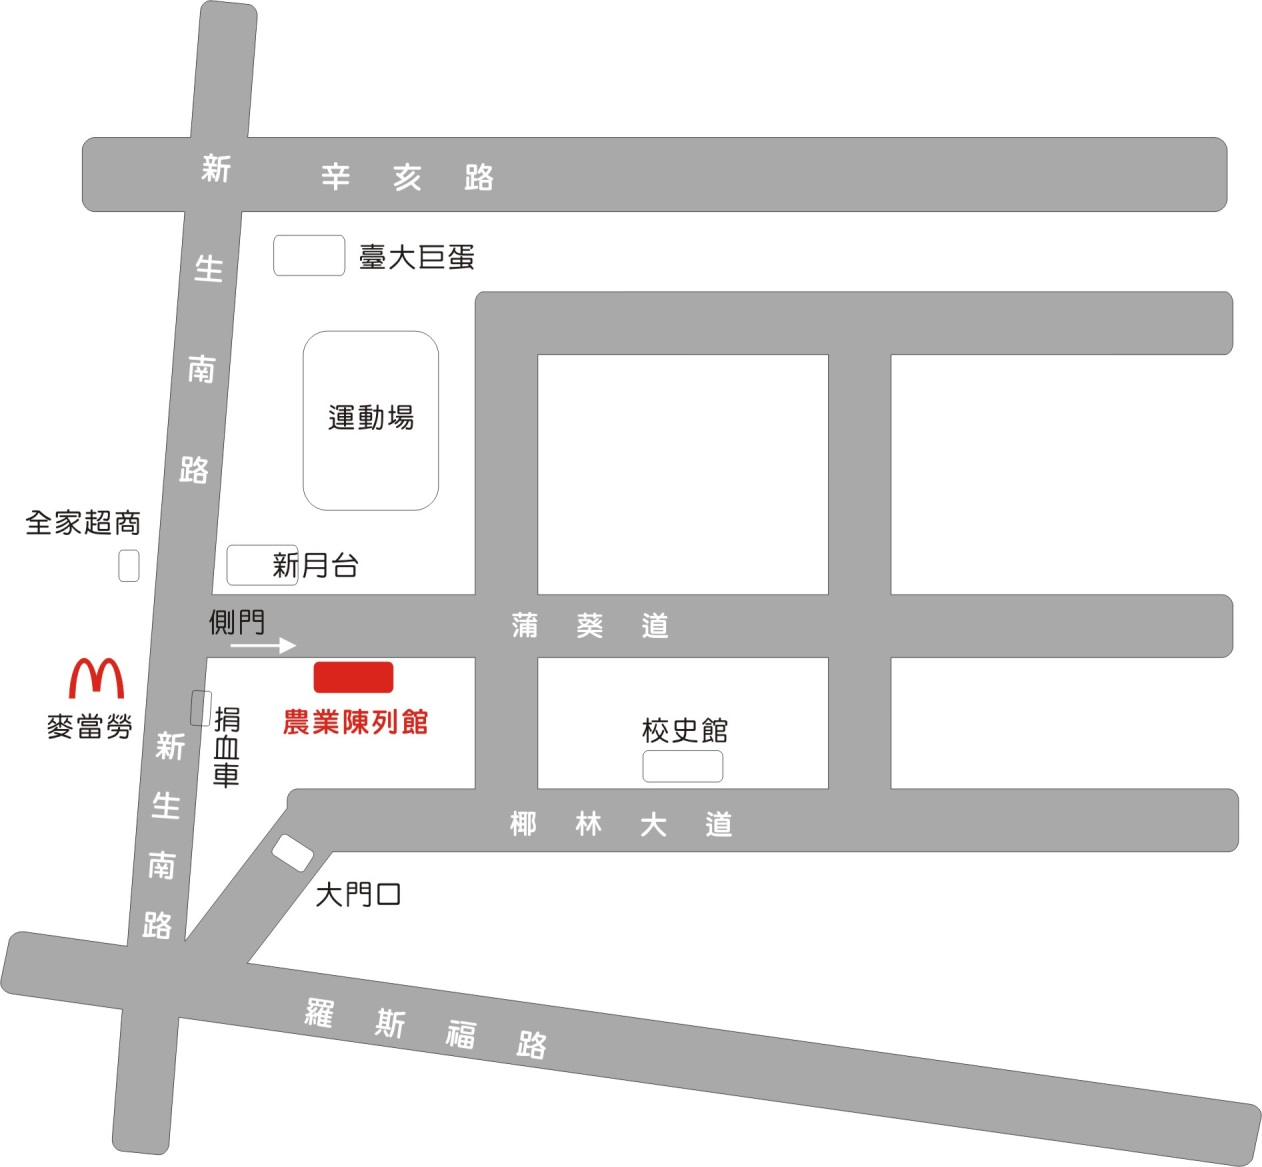 新生南路
辛亥路
臺大巨蛋
運動場
全家超商
新月台
側門
蒲葵道
麥當勞
捐血車
農業陳列館
校史館
新生南路
椰林大道
大門口
羅斯福路